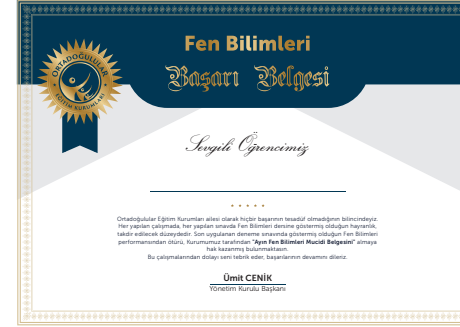 ORTADOĞULULAR
EĞİTİM KURUMLARI
Fen Bilimleri
Başarı Belgesi
Sevgili Öğrencimiz
Ortadoğulular Eğitim Kurumları ailesi olarak hiçbir başarının tesadüf olmadığının bilincindeyiz.
Her yapılan çalışmada, her yapılan sınavda Fen Bilimleri dersine göstermiş olduğun hayranlık,
takdir edilecek düzeydedir. Son uygulanan deneme sınavında göstermiş olduğun Fen Bilimleri
performansından ötürü, Kurumumuz tarafından "Ayın Fen Bilimleri Mucidi Belgesini" almaya
hak kazanmış bulunmaktasın.
Bu çalışmalarından dolayı seni tebrik eder, başarılarının devamını dileriz.
Ümit CENİK
Yönetim Kurulu Başkanı